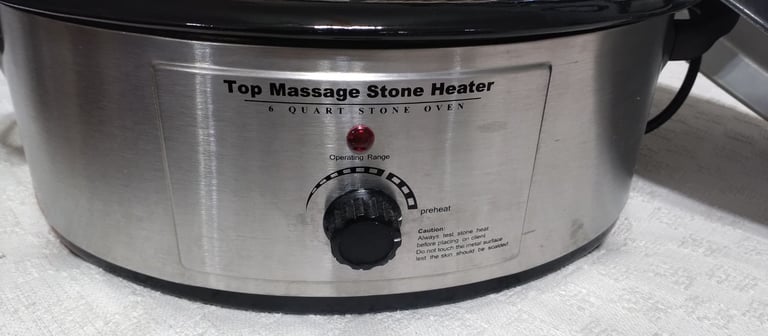 Top Massage Stone Heater
6 QUART STONE OVEN
Operating Range
preheat
Caution:
Always test stone heat
before placing on client
Do not touch the metal surface
lest the skin should be scalded.